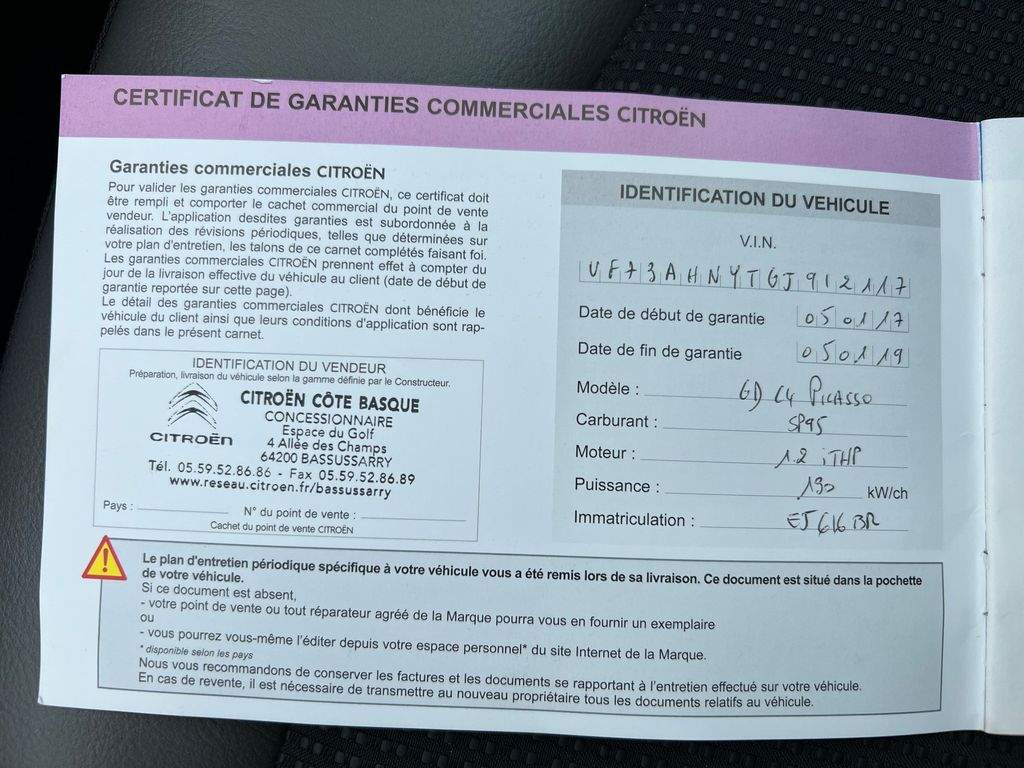 CERTIFICAT DE GARANTIES COMMERCIALES CITROËN
Garanties commerciales CITROËN
Pour valider les garanties commerciales CITROËN, ce certificat doit
être rempli et comporter le cachet commercial du point de vente
vendeur. L'application desdites garanties est subordonnée à la
réalisation des révisions périodiques, telles que déterminées sur
votre plan d'entretien, les talons de ce carnet complétés faisant foi.
Les garanties commerciales CITROËN prennent effet à compter du
jour de la livraison effective du véhicule au client (date de début de
garantie reportée sur cette page).
Le détail des garanties commerciales CITROËN dont bénéficie le
véhicule du client ainsi que leurs conditions d'application sont rap-
pelés dans le présent carnet.
IDENTIFICATION DU VENDEUR
Préparation, livraison du véhicule selon la gamme définie par le Constructeur.
CITROËN
CITROËN CÔTE BASQUE
CONCESSIONNAIRE
Espace du Golf
4 Allée des Champs
64200 BASSUSSARRY
Tél. 05.59.52.86.86 - Fax 05.59.52.86.89
www.reseau.citroen.fr/bassussarry
Pays : N° du point de vente :
Cachet du point de vente CITROËN
IDENTIFICATION DU VEHICULE
V.I.N.
VF73AHNYTGJ912117
Date de début de garantie 050117
Date de fin de garantie 050119
Modèle : GD C4 PICASSO
Carburant : SP95
Moteur : 1.2 iTHP
Puissance : 130 kW/ch
Immatriculation : EJ 616 BR
Le plan d'entretien périodique spécifique à votre véhicule vous a été remis lors de sa livraison. Ce document est situé dans la pochette
de votre véhicule.
Si ce document est absent,
- votre point de vente ou tout réparateur agréé de la Marque pourra vous en fournir un exemplaire
ou
- vous pourrez vous-même l'éditer depuis votre espace personnel* du site Internet de la Marque.
* disponible selon les pays
Nous vous recommandons de conserver les factures et les documents se rapportant à l'entretien effectué sur votre véhicule.
En cas de revente, il est nécessaire de transmettre au nouveau propriétaire tous les documents relatifs au véhicule.